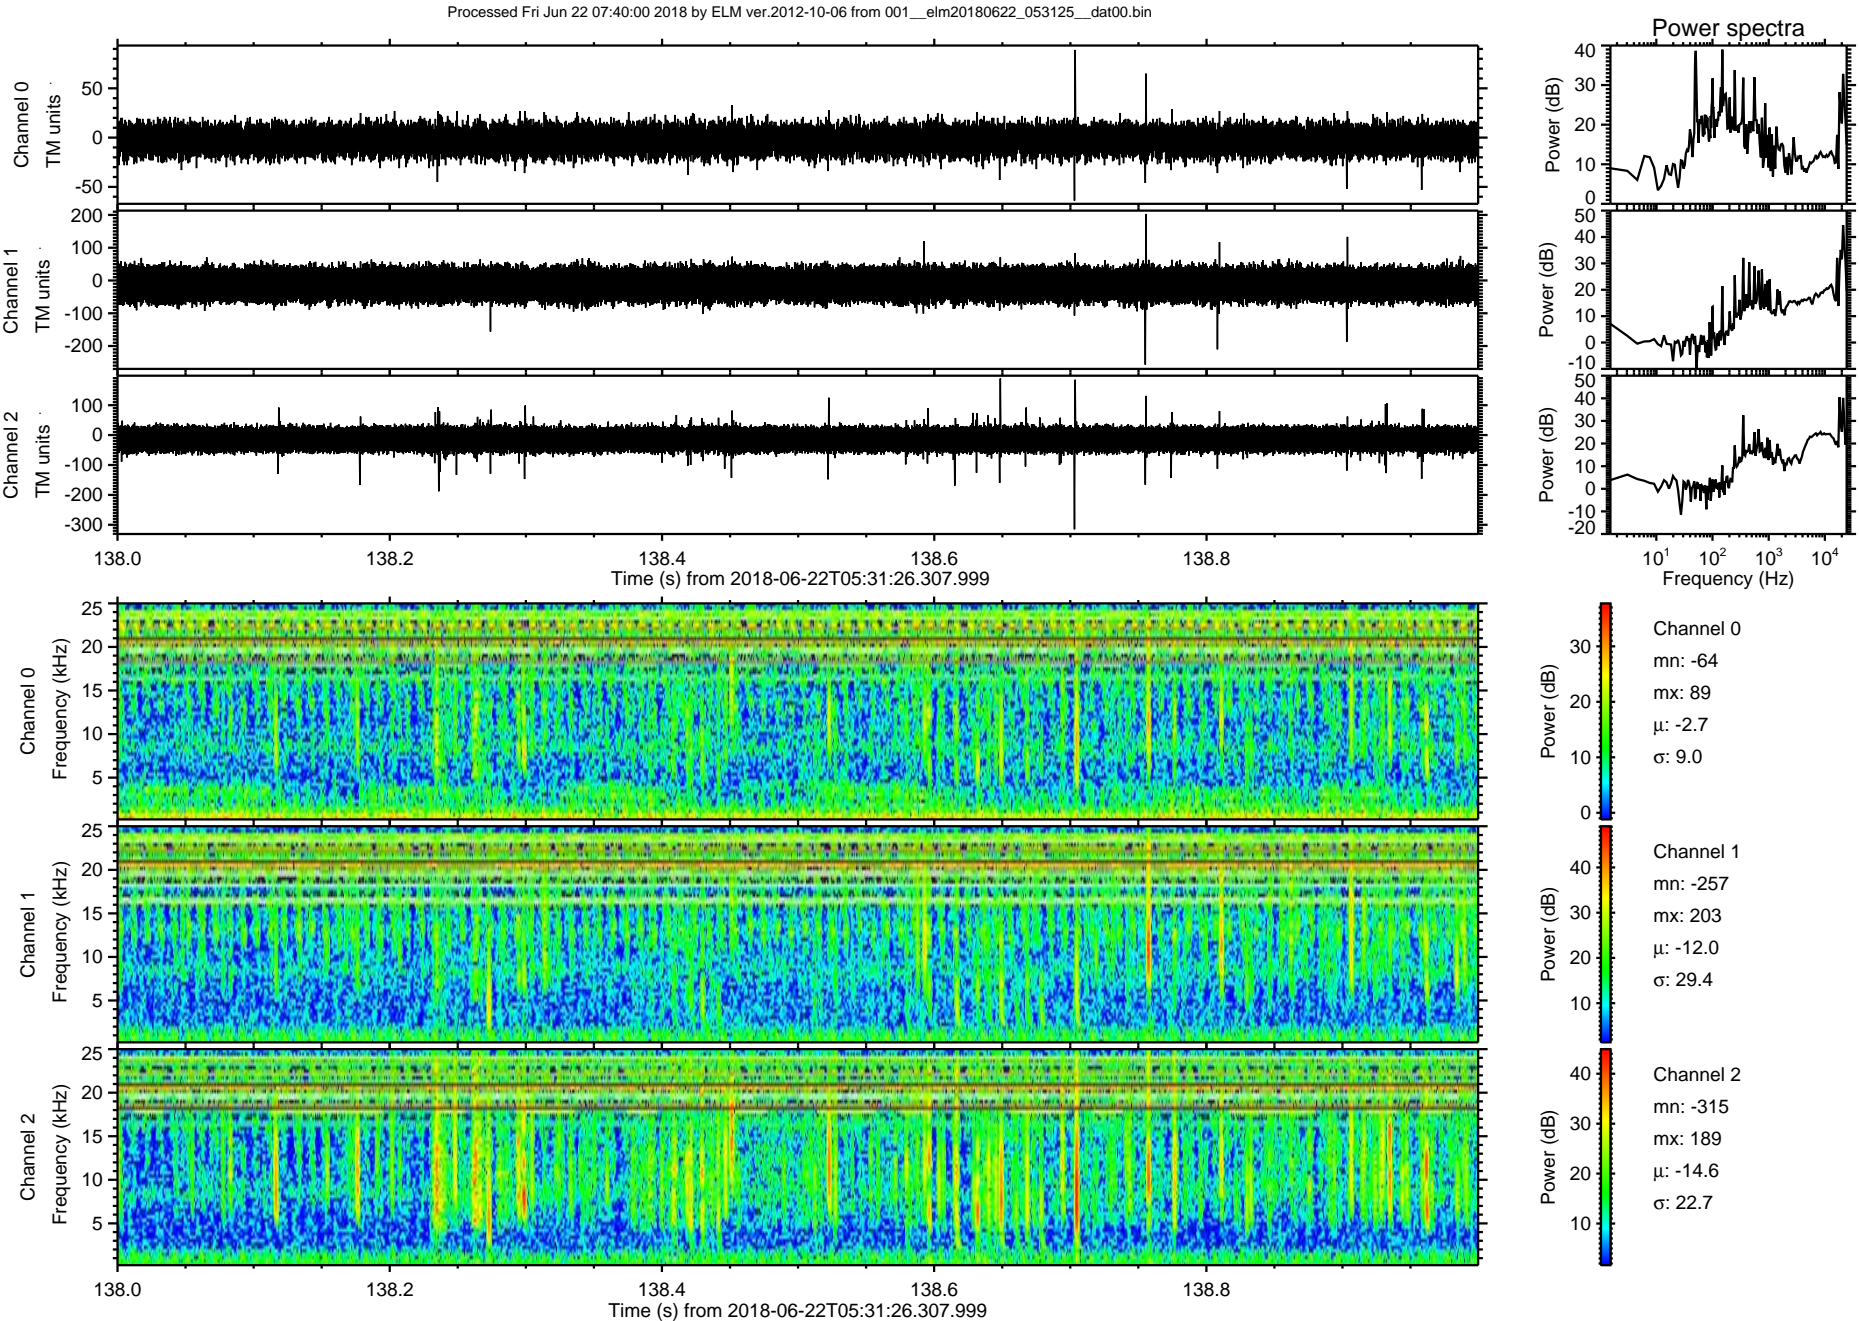 Processed Fri Jun 22 07:40:00 2018 by ELM ver.2012-10-06 from 001__elm20180622_053125__dat00.bin
Power spectra
Channel 0
TM units
50
0
-50
Power (dB)
40
30
20
10
0
Channel 1
TM units
200
100
0
-100
-200
Power (dB)
50
40
30
20
10
0
-10
Channel 2
TM units
100
0
-100
-200
-300
Power (dB)
50
40
30
20
10
0
-10
-20
138.0 138.2 138.4 138.6 138.8
Time (s) from 2018-06-22T05:31:26.307.999
10^1 10^2 10^3 10^4
Frequency (Hz)
Channel 0
Frequency (kHz)
25
20
15
10
5
Power (dB)
30
20
10
0
Channel 0
mn: -64
mx: 89
µ: -2.7
σ: 9.0
Channel 1
Frequency (kHz)
25
20
15
10
5
Power (dB)
40
30
20
10
Channel 1
mn: -257
mx: 203
µ: -12.0
σ: 29.4
Channel 2
Frequency (kHz)
25
20
15
10
5
Power (dB)
40
30
20
10
Channel 2
mn: -315
mx: 189
µ: -14.6
σ: 22.7
138.0 138.2 138.4 138.6 138.8
Time (s) from 2018-06-22T05:31:26.307.999